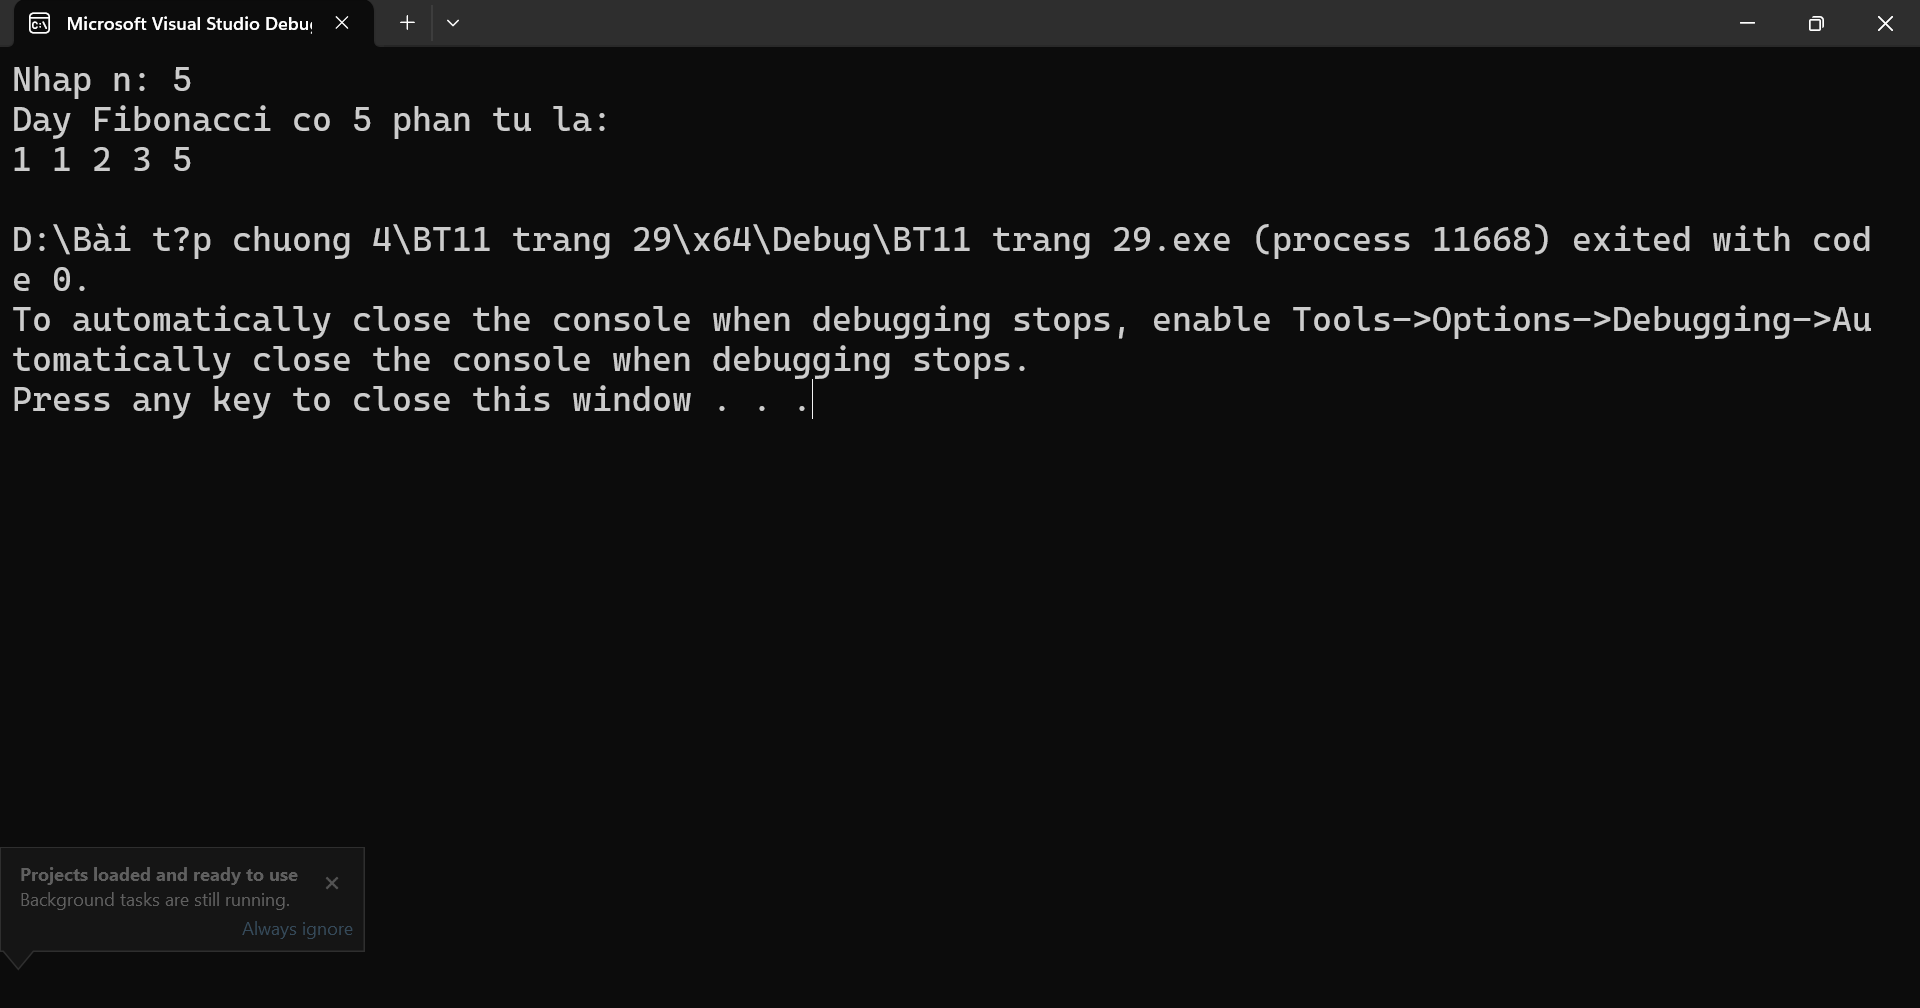 Microsoft Visual Studio Debu
Nhap n: 5
Day Fibonacci co 5 phan tu la:
1 1 2 3 5
D:\Bài t?p chuong 4\BT11 trang 29\x64\Debug\BT11 trang 29.exe (process 11668) exited with cod
e 0.
To automatically close the console when debugging stops, enable Tools->Options->Debugging->Au
tomatically close the console when debugging stops.
Press any key to close this window . . .
Projects loaded and ready to use
Background tasks are still running.
Always ignore